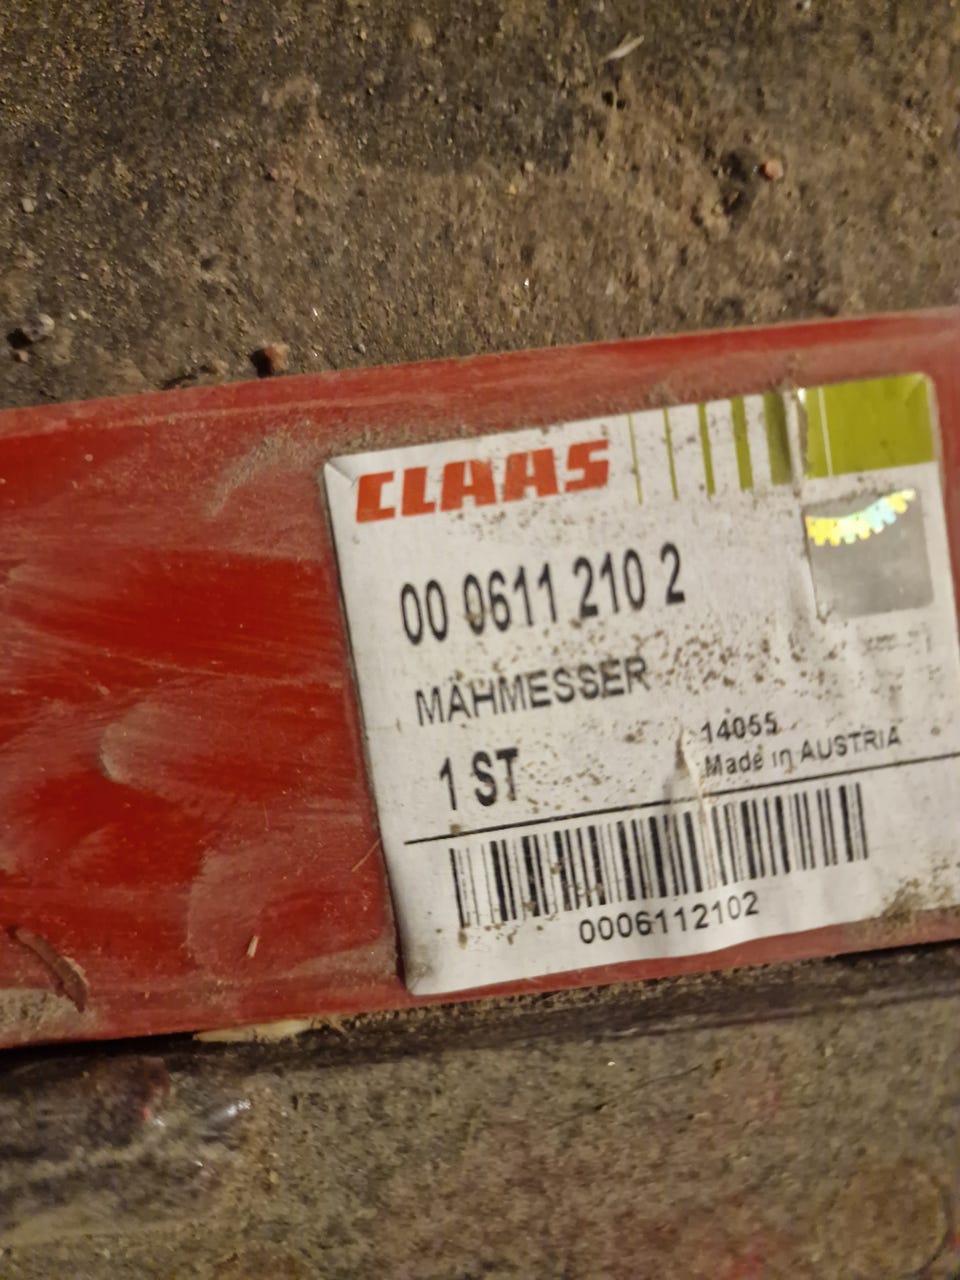 CLAAS
00 0611 210 2
MÄHMESSER
1 ST
14055
Made in AUSTRIA
0006112102